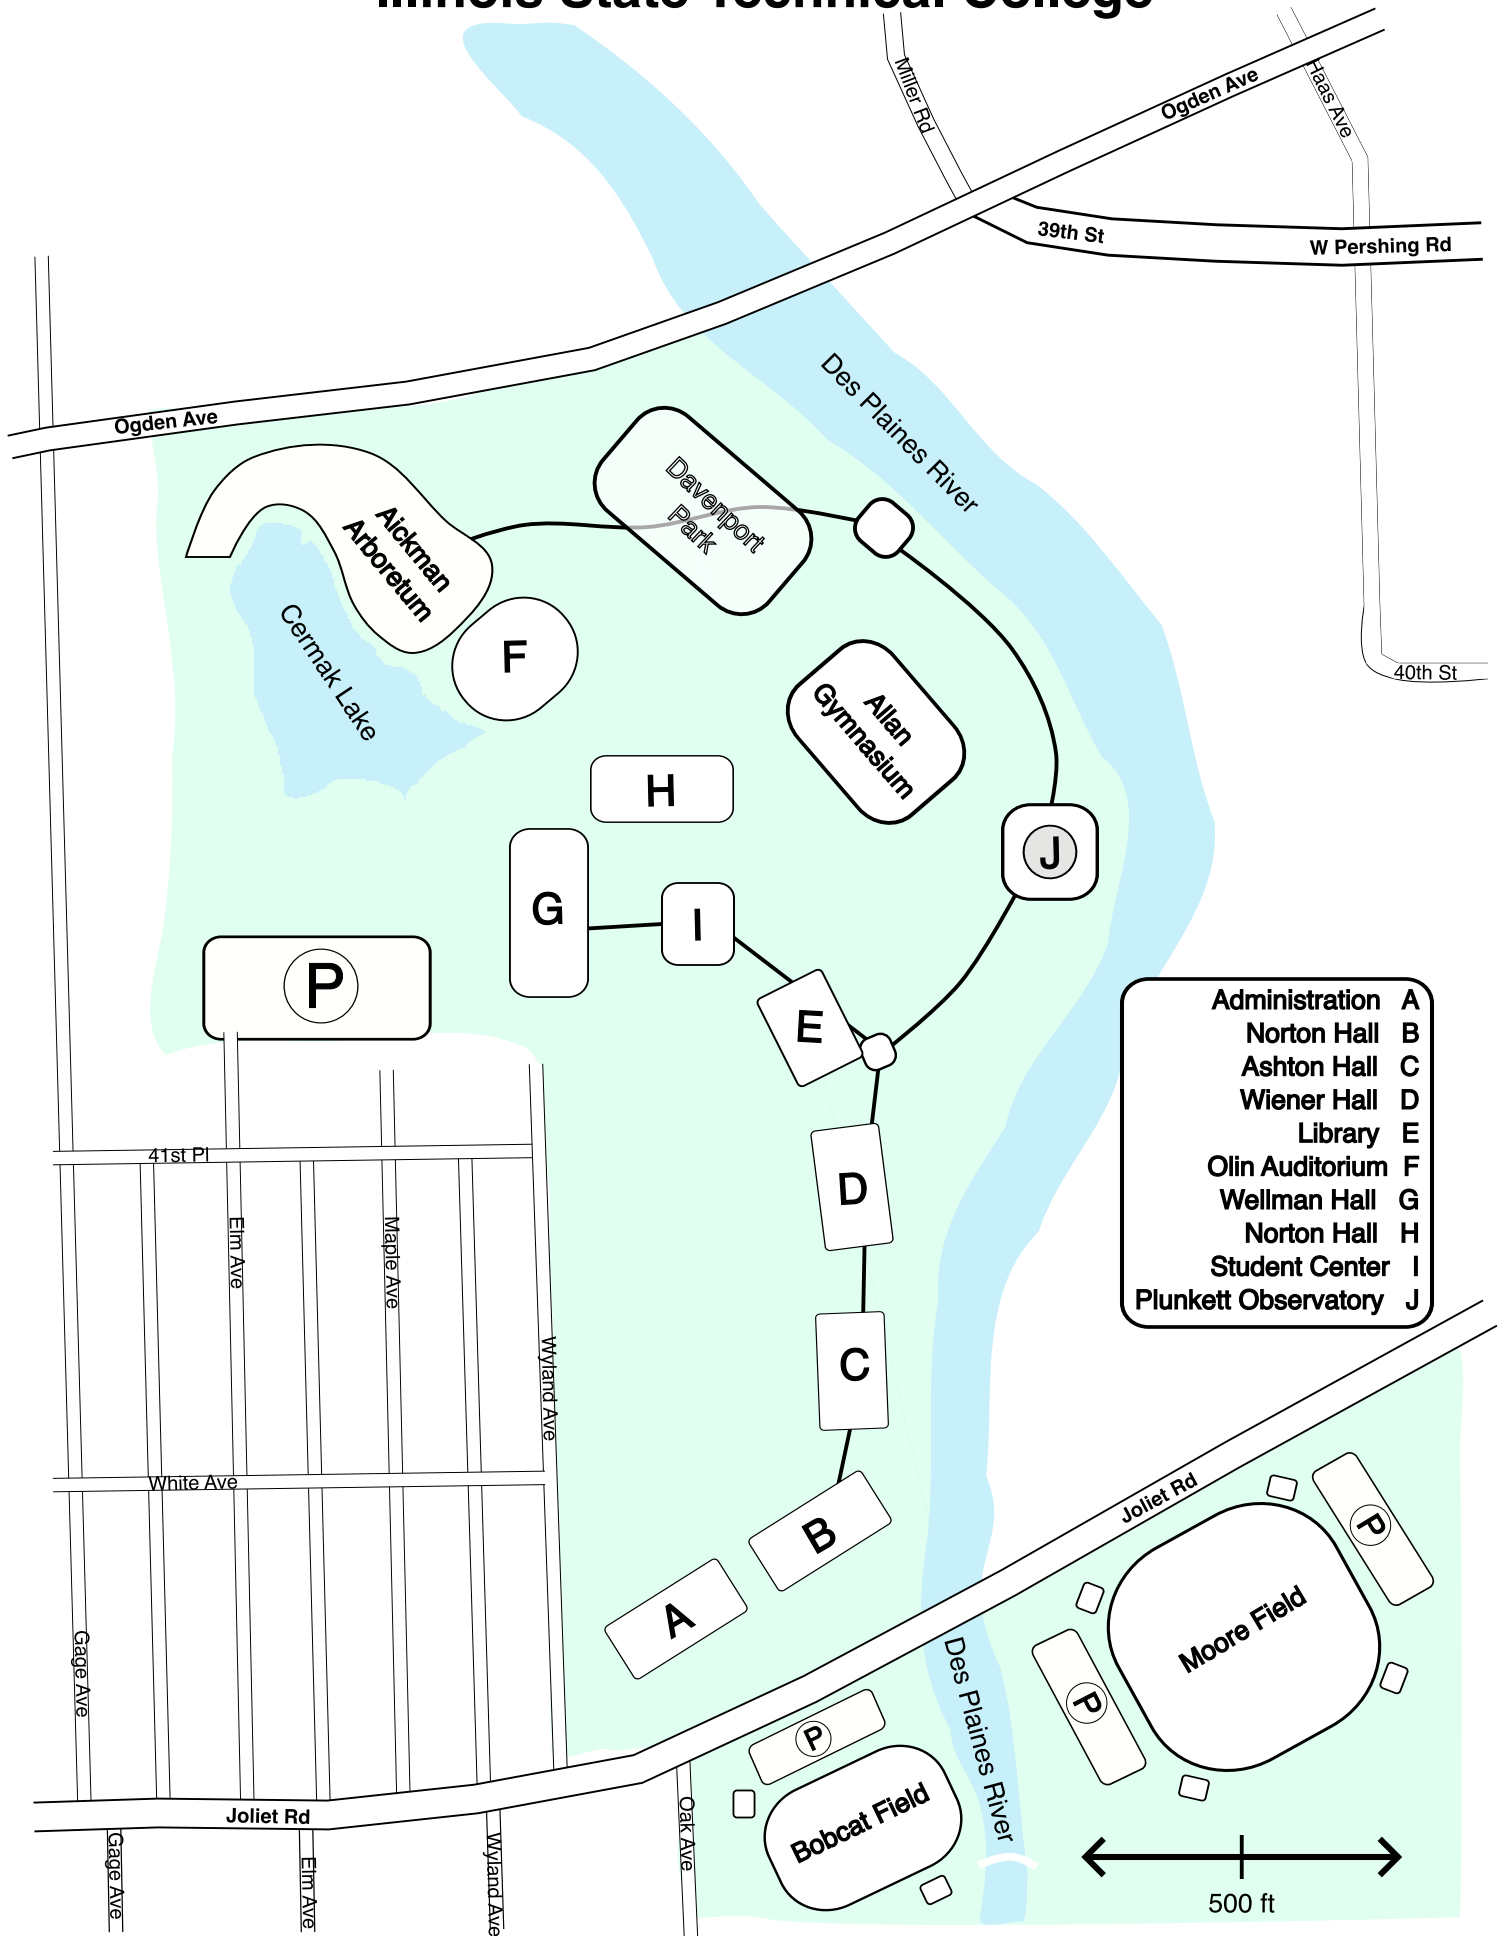 Illinois State Technical College
Miller Rd
Ogden Ave
Haas Ave
39th St
W Pershing Rd
Ogden Ave
Des Plaines River
Davenport
Park
Aickman
Arboretum
Cermak Lake
F
40th St
Allan
Gymnasium
H
J
G
I
P
E
Administration A
Norton Hall B
Ashton Hall C
Wiener Hall D
Library E
Olin Auditorium F
Wellman Hall G
Norton Hall H
Student Center I
Plunkett Observatory J
41st Pl
D
Elm Ave
Maple Ave
Wyland Ave
C
White Ave
B
A
Joliet Rd
P
Moore Field
Gage Ave
P
Des Plaines River
P
Bobcat Field
Joliet Rd
Oak Ave
Gage Ave
Elm Ave
Wyland Ave
500 ft